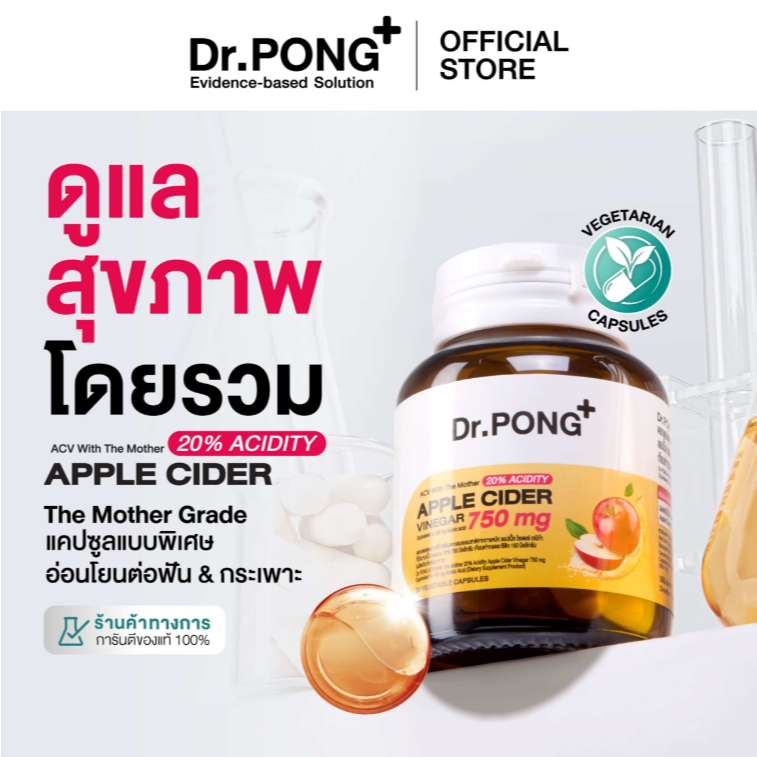 Dr.PONG+
Evidence-based Solution
OFFICIAL
STORE
ดูแล
สุขภาพ
โดยรวม
ACV With The Mother 20% ACIDITY
APPLE CIDER
The Mother Grade
แคปซูลแบบพิเศษ
อ่อนโยนต่อฟัน & กระเพาะ
ร้านค้าทางการ
การันตีของแท้ 100%
VEGETARIAN
CAPSULES
Dr.PONG+
ACV With The Mother 20% ACIDITY
APPLE CIDER
VINEGAR 750 mg
VEGETABLE CAPSULES